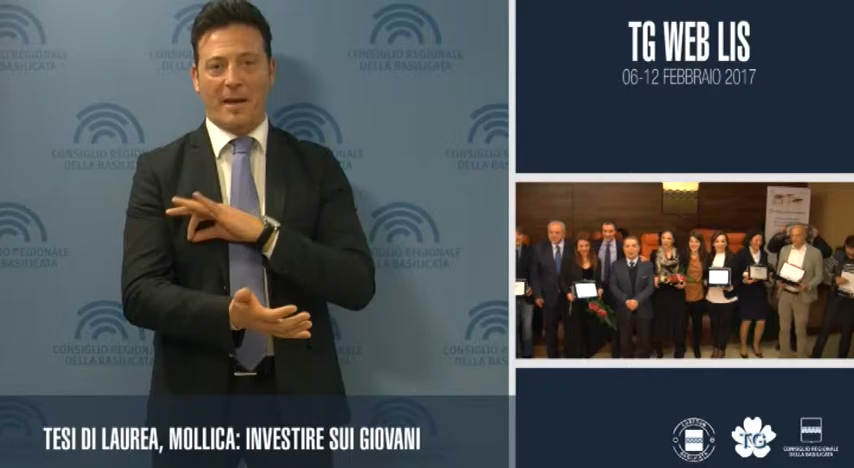 TG WEB LIS
06-12 FEBBRAIO 2017
CONSIGLIO REGIONALE
DELLA BASILICATA
TESI DI LAUREA, MOLLICA: INVESTIRE SUI GIOVANI
TG
CONSIGLIO REGIONALE
DELLA BASILICATA